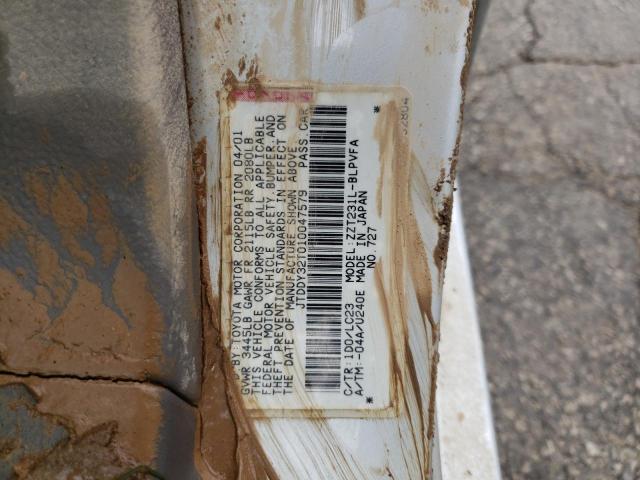 BY: TOYOTA MOTOR CORPORATION 04/01
GVWR 3445LB GAWR FR 2115LB RR 2080LB
THIS VEHICLE CONFORMS TO ALL APPLICABLE
FEDERAL MOTOR VEHICLE SAFETY, BUMPER, AND
THEFT PREVENTION STANDARDS IN EFFECT ON
THE DATE OF MANUFACTURE SHOWN ABOVE.
JTDDY32T010047579 PASS. CAR
* *
C/TR: 1D0/LC23 MODEL: ZZT231L-BLPVFA
A/TM: -04A/U240E MADE IN JAPAN
NO. 727
52804